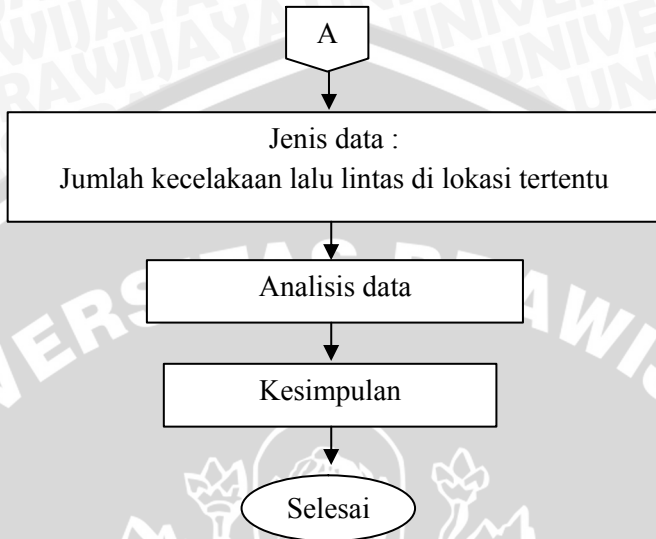 A
Jenis data :
Jumlah kecelakaan lalu lintas di lokasi tertentu
Analisis data
Kesimpulan
Selesai